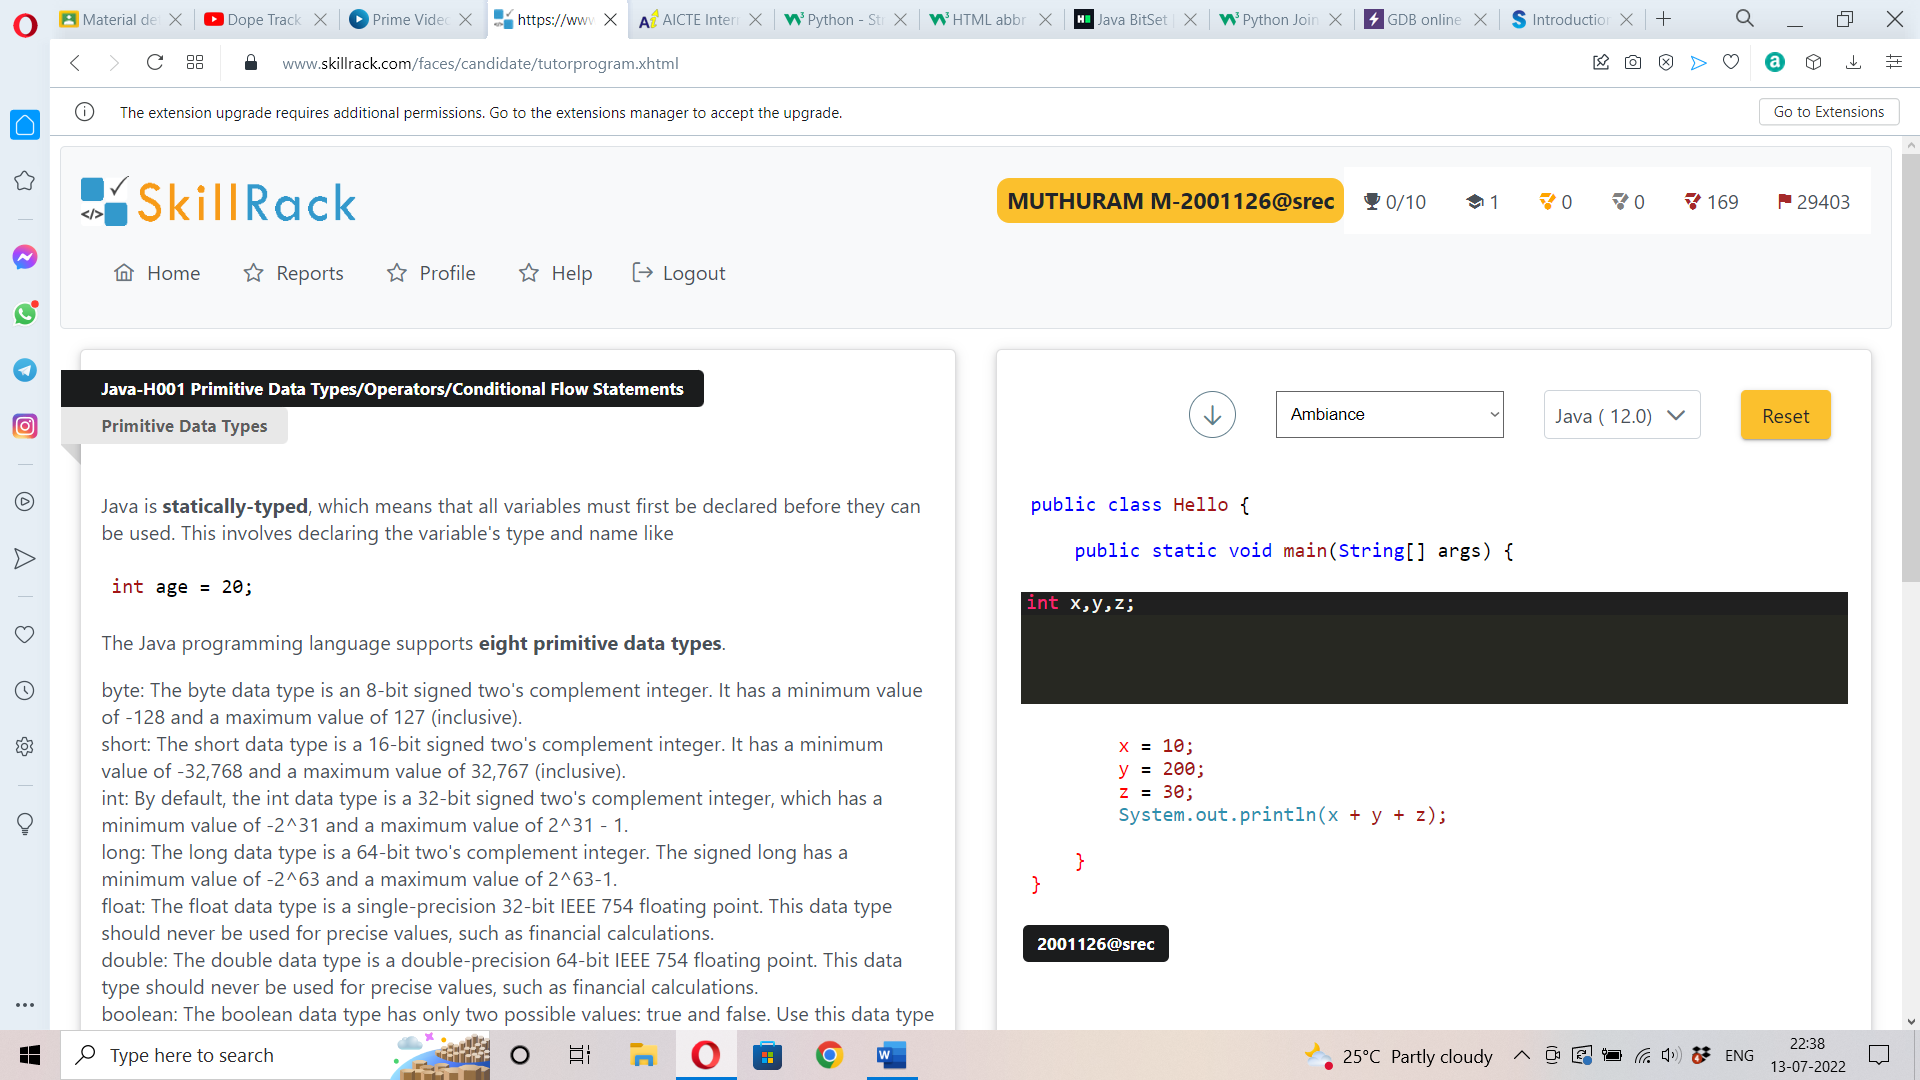 Material de
Dope Track
Prime Video
https://www
AICTE Inter
Python - St
HTML abbr
Java BitSet
Python Join
GDB online
Introduction
www.skillrack.com/faces/candidate/tutorprogram.xhtml
The extension upgrade requires additional permissions. Go to the extensions manager to accept the upgrade.
Go to Extensions
SkillRack
MUTHURAM M-2001126@srec
0/10
1
0
0
169
29403
Home
Reports
Profile
Help
Logout
Java-H001 Primitive Data Types/Operators/Conditional Flow Statements
Primitive Data Types
Java is statically-typed, which means that all variables must first be declared before they can
be used. This involves declaring the variable's type and name like
int age = 20;
The Java programming language supports eight primitive data types.
byte: The byte data type is an 8-bit signed two's complement integer. It has a minimum value
of -128 and a maximum value of 127 (inclusive).
short: The short data type is a 16-bit signed two's complement integer. It has a minimum
value of -32,768 and a maximum value of 32,767 (inclusive).
int: By default, the int data type is a 32-bit signed two's complement integer, which has a
minimum value of -2^31 and a maximum value of 2^31 - 1.
long: The long data type is a 64-bit two's complement integer. The signed long has a
minimum value of -2^63 and a maximum value of 2^63-1.
float: The float data type is a single-precision 32-bit IEEE 754 floating point. This data type
should never be used for precise values, such as financial calculations.
double: The double data type is a double-precision 64-bit IEEE 754 floating point. This data
type should never be used for precise values, such as financial calculations.
boolean: The boolean data type has only two possible values: true and false. Use this data type
Ambiance
Java ( 12.0)
Reset
public class Hello {
public static void main(String[] args) {
int x,y,z;
x = 10;
y = 200;
z = 30;
System.out.println(x + y + z);
}
}
2001126@srec
Type here to search
25°C Partly cloudy
ENG
22:38
13-07-2022